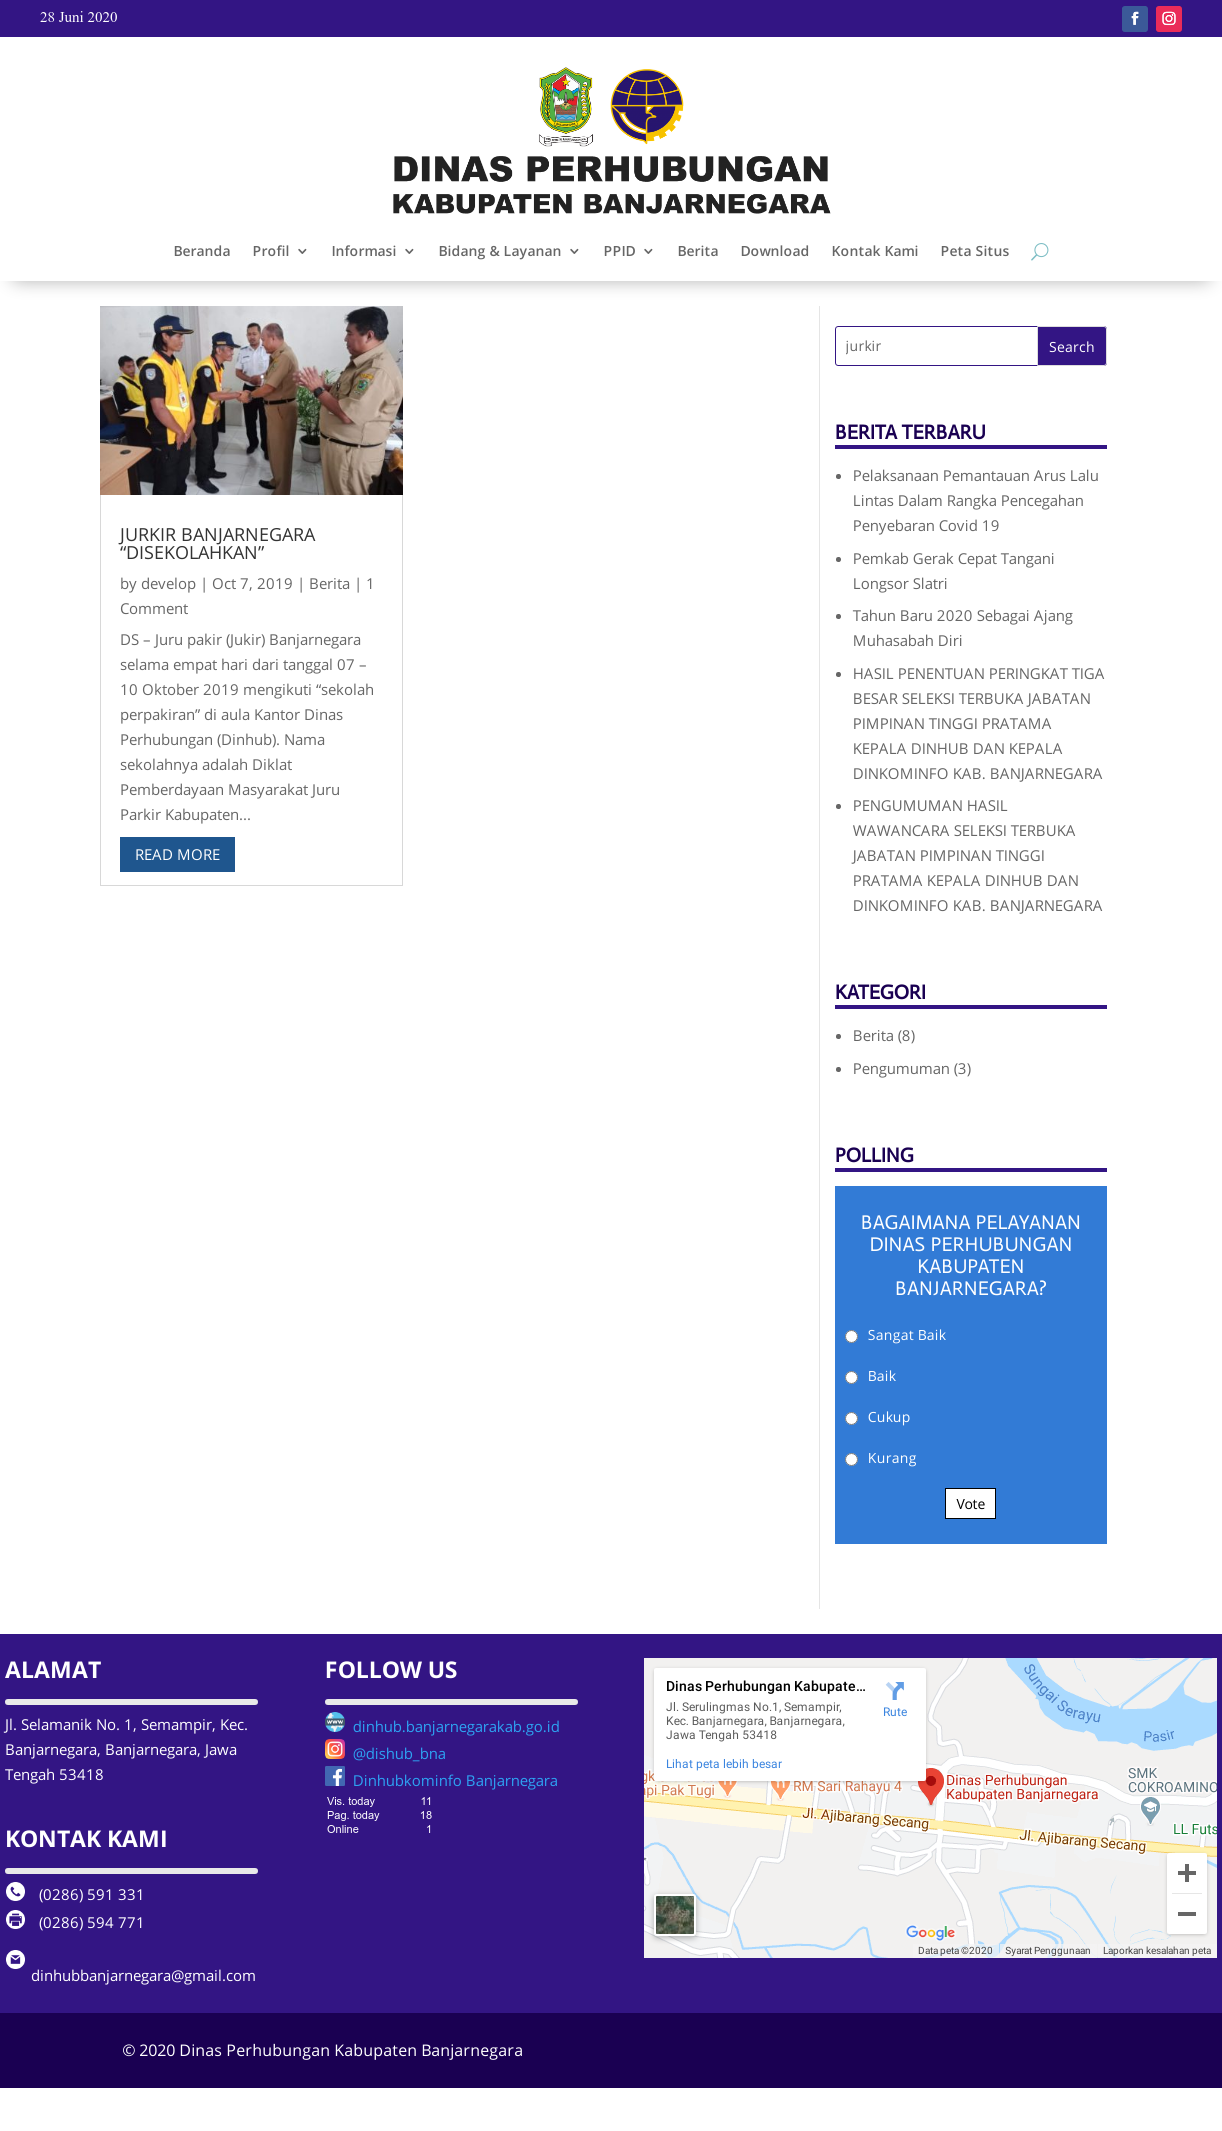 28 Juni 2020
DINAS PERHUBUNGAN
KABUPATEN BANJARNEGARA
Beranda Profil Informasi Bidang & Layanan PPID Berita Download Kontak Kami Peta Situs
JURKIR BANJARNEGARA
“DISEKOLAHKAN”
by develop | Oct 7, 2019 | Berita | 1
Comment
DS – Juru pakir (Jukir) Banjarnegara
selama empat hari dari tanggal 07 –
10 Oktober 2019 mengikuti “sekolah
perpakiran” di aula Kantor Dinas
Perhubungan (Dinhub). Nama
sekolahnya adalah Diklat
Pemberdayaan Masyarakat Juru
Parkir Kabupaten...
READ MORE
jurkir
Search
BERITA TERBARU
Pelaksanaan Pemantauan Arus Lalu
Lintas Dalam Rangka Pencegahan
Penyebaran Covid 19
Pemkab Gerak Cepat Tangani
Longsor Slatri
Tahun Baru 2020 Sebagai Ajang
Muhasabah Diri
HASIL PENENTUAN PERINGKAT TIGA
BESAR SELEKSI TERBUKA JABATAN
PIMPINAN TINGGI PRATAMA
KEPALA DINHUB DAN KEPALA
DINKOMINFO KAB. BANJARNEGARA
PENGUMUMAN HASIL
WAWANCARA SELEKSI TERBUKA
JABATAN PIMPINAN TINGGI
PRATAMA KEPALA DINHUB DAN
DINKOMINFO KAB. BANJARNEGARA
KATEGORI
Berita (8)
Pengumuman (3)
POLLING
BAGAIMANA PELAYANAN
DINAS PERHUBUNGAN
KABUPATEN
BANJARNEGARA?
Sangat Baik
Baik
Cukup
Kurang
Vote
ALAMAT
Jl. Selamanik No. 1, Semampir, Kec.
Banjarnegara, Banjarnegara, Jawa
Tengah 53418
KONTAK KAMI
(0286) 591 331
(0286) 594 771
dinhubbanjarnegara@gmail.com
FOLLOW US
www
dinhub.banjarnegarakab.go.id
@dishub_bna
Dinhubkominfo Banjarnegara
Vis. today 11
Pag. today 18
Online 1
Dinas Perhubungan Kabupate...
Jl. Serulingmas No.1, Semampir,
Kec. Banjarnegara, Banjarnegara,
Jawa Tengah 53418
Rute
Lihat peta lebih besar
Sungai Serayu
Pasir
SMK
COKROAMINO
api Pak Tugi
RM Sari Rahayu 4
Dinas Perhubungan
Kabupaten Banjarnegara
Jl. Ajibarang Secang
Jl. Ajibarang Secang
LL Futs
Google
Data peta ©2020 Syarat Penggunaan Laporkan kesalahan peta
© 2020 Dinas Perhubungan Kabupaten Banjarnegara